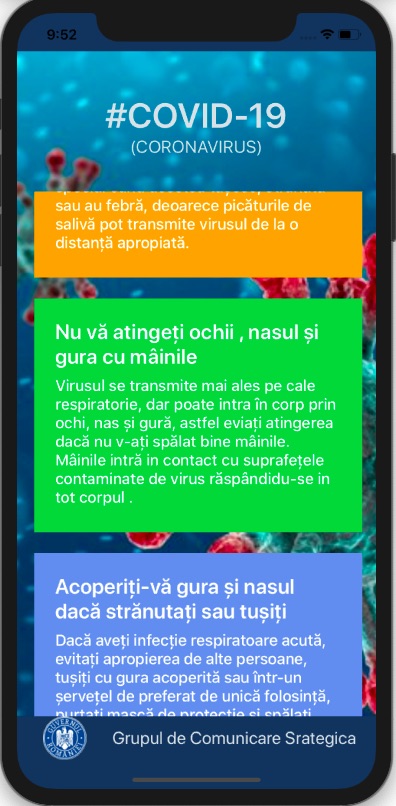 9:52
#COVID-19
(CORONAVIRUS)
sau au febră, deoarece picăturile de
salivă pot transmite virusul de la o
distanță apropiată.
Nu vă atingeți ochii , nasul și
gura cu mâinile
Virusul se transmite mai ales pe cale
respiratorie, dar poate intra în corp prin
ochi, nas și gură, astfel eviați atingerea
dacă nu v-ați spălat bine mâinile.
Mâinile intră in contact cu suprafețele
contaminate de virus răspândidu-se in
tot corpul .
Acoperiți-vă gura și nasul
dacă strănutați sau tușiți
Dacă aveți infecție respiratoare acută,
evitați apropierea de alte persoane,
tușiți cu gura acoperită sau într-un
șervețel de preferat de unică folosință,
purtați mască de protecție și spălați
GUVERNUL
ROMÂNIEI
Grupul de Comunicare Srategica